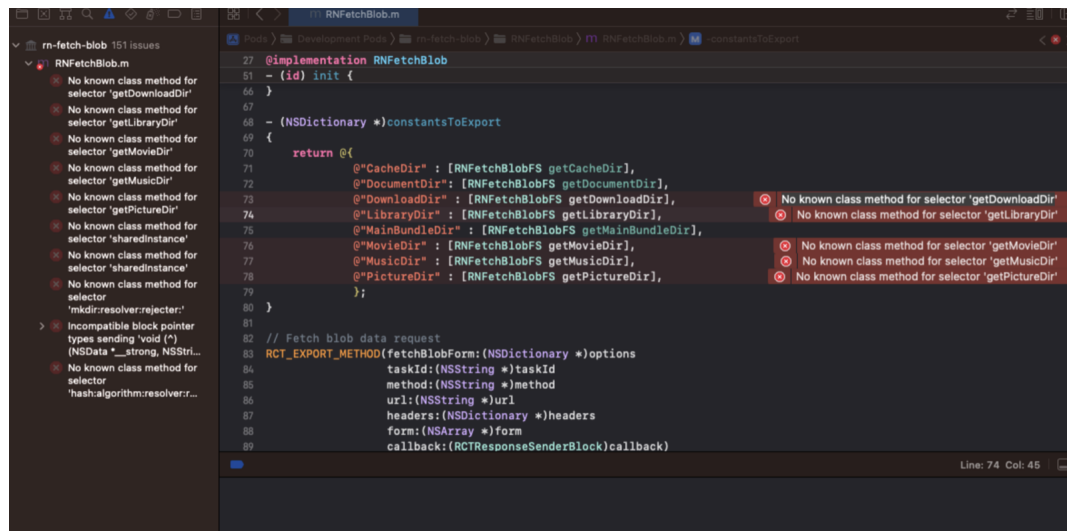 RNFetchBlob.m
rn-fetch-blob 151 issues
RNFetchBlob.m
No known class method for
selector 'getDownloadDir'
No known class method for
selector 'getLibraryDir'
No known class method for
selector 'getMovieDir'
No known class method for
selector 'getMusicDir'
No known class method for
selector 'getPictureDir'
No known class method for
selector 'sharedInstance'
No known class method for
selector 'sharedInstance'
No known class method for
selector
'mkdir:resolver:rejecter:'
Incompatible block pointer
types sending 'void (^)
(NSData *__strong, NSStri...
No known class method for
selector
'hash:algorithm:resolver:r...
Pods 〉 Development Pods 〉 rn-fetch-blob 〉 RNFetchBlob 〉 RNFetchBlob.m 〉 M -constantsToExport
27 @implementation RNFetchBlob
51 - (id) init {
66 }
67
68 - (NSDictionary *)constantsToExport
69 {
70 return @{
71 @"CacheDir" : [RNFetchBlobFS getCacheDir],
72 @"DocumentDir": [RNFetchBlobFS getDocumentDir],
73 @"DownloadDir" : [RNFetchBlobFS getDownloadDir], No known class method for selector 'getDownloadDir'
74 @"LibraryDir" : [RNFetchBlobFS getLibraryDir], No known class method for selector 'getLibraryDir'
75 @"MainBundleDir" : [RNFetchBlobFS getMainBundleDir],
76 @"MovieDir" : [RNFetchBlobFS getMovieDir], No known class method for selector 'getMovieDir'
77 @"MusicDir" : [RNFetchBlobFS getMusicDir], No known class method for selector 'getMusicDir'
78 @"PictureDir" : [RNFetchBlobFS getPictureDir], No known class method for selector 'getPictureDir'
79 };
80 }
81
82 // Fetch blob data request
83 RCT_EXPORT_METHOD(fetchBlobForm:(NSDictionary *)options
84 taskId:(NSString *)taskId
85 method:(NSString *)method
86 url:(NSString *)url
87 headers:(NSDictionary *)headers
88 form:(NSArray *)form
89 callback:(RCTResponseSenderBlock)callback)
Line: 74 Col: 45